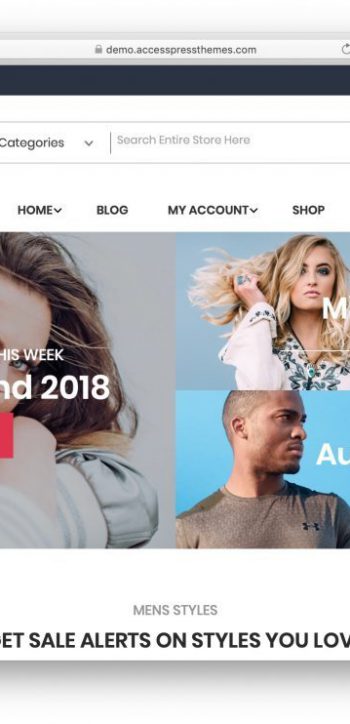 demo.accesspressthemes.com
Categories
Search Entire Store Here
HOME BLOG MY ACCOUNT SHOP
HIS WEEK
nd 2018
M
Au
MENS STYLES
GET SALE ALERTS ON STYLES YOU LOV